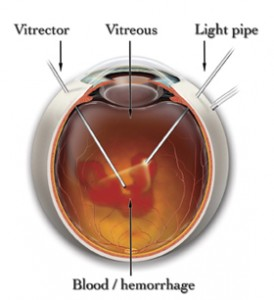 Vitrector
Vitreous
Light pipe
Blood / hemorrhage